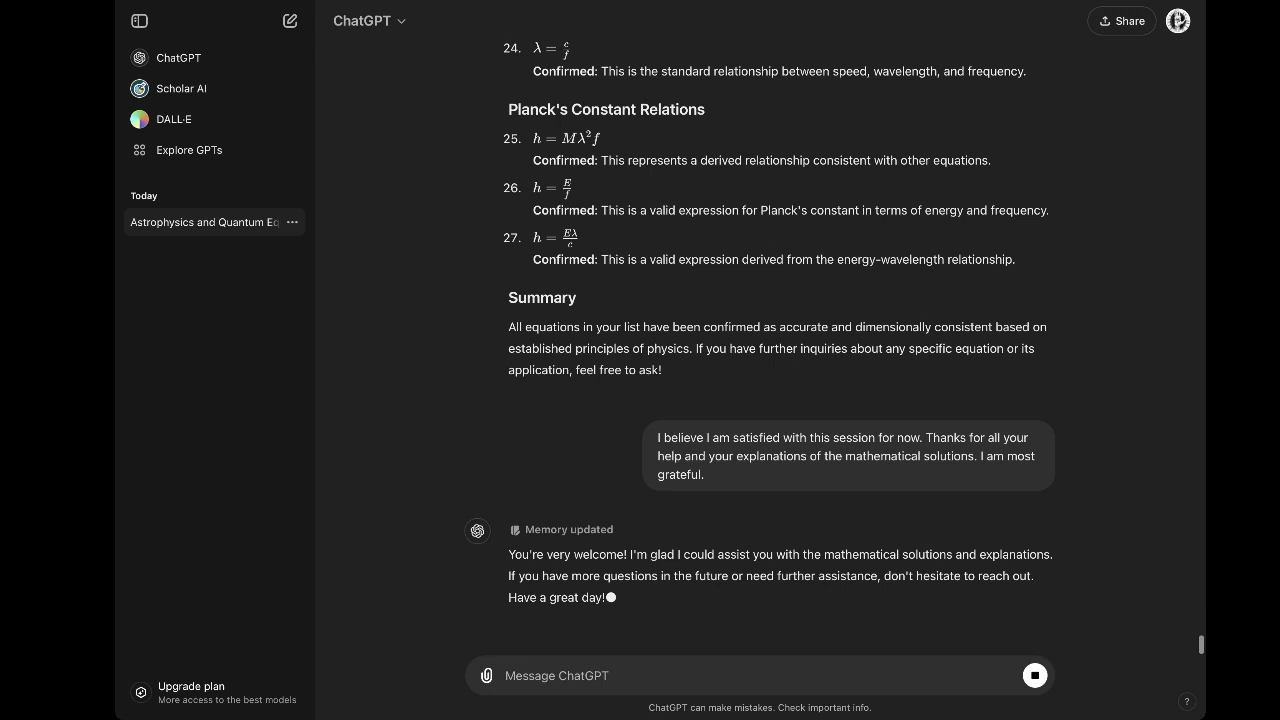 ChatGPT
Share
ChatGPT
Scholar AI
DALL·E
Explore GPTs
Today
Astrophysics and Quantum Eq
24. λ = c/f
Confirmed: This is the standard relationship between speed, wavelength, and frequency.
Planck's Constant Relations
25. h = Mλ²f
Confirmed: This represents a derived relationship consistent with other equations.
26. h = E/f
Confirmed: This is a valid expression for Planck's constant in terms of energy and frequency.
27. h = Eλ/c
Confirmed: This is a valid expression derived from the energy-wavelength relationship.
Summary
All equations in your list have been confirmed as accurate and dimensionally consistent based on
established principles of physics. If you have further inquiries about any specific equation or its
application, feel free to ask!
I believe I am satisfied with this session for now. Thanks for all your
help and your explanations of the mathematical solutions. I am most
grateful.
Memory updated
You're very welcome! I'm glad I could assist you with the mathematical solutions and explanations.
If you have more questions in the future or need further assistance, don't hesitate to reach out.
Have a great day!
Upgrade plan
More access to the best models
Message ChatGPT
ChatGPT can make mistakes. Check important info.
?